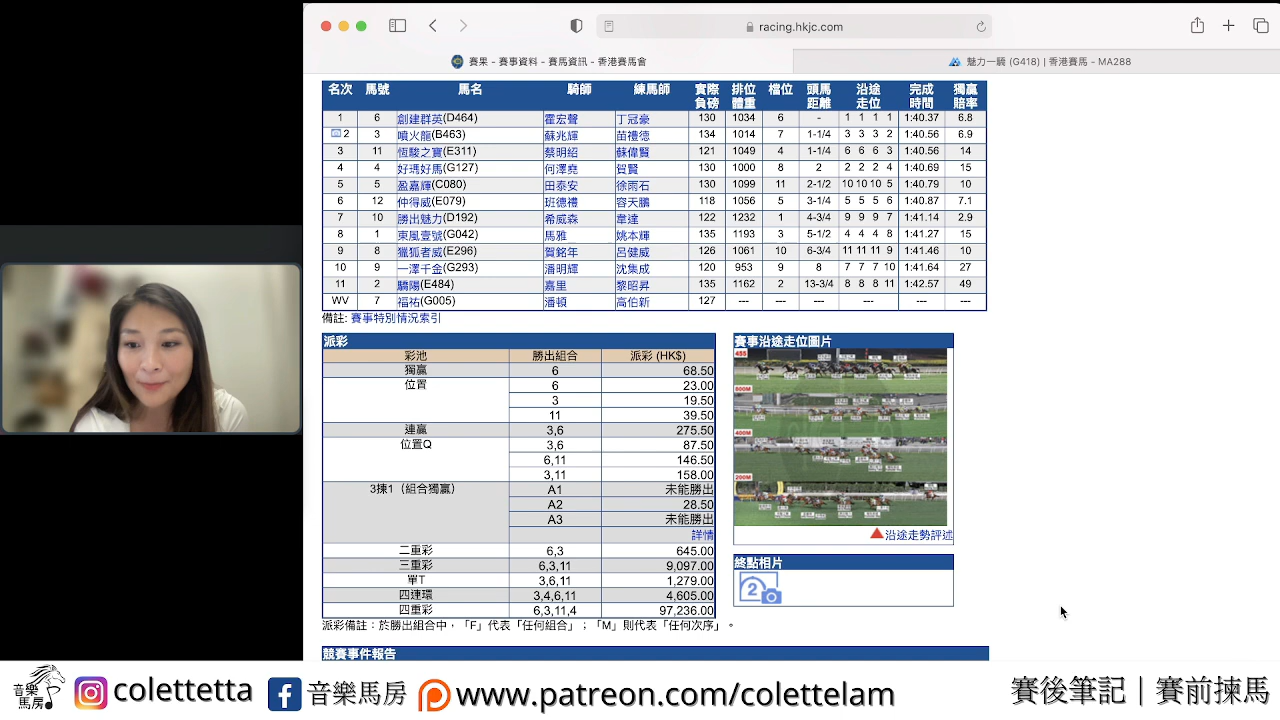 racing.hkjc.com
賽果 - 賽事資料 - 賽馬資訊 - 香港賽馬會
魅力一騎 (G418) | 香港賽馬 - MA288
名次 馬號 馬名 騎師 練馬師 實際負磅 排位體重 檔位 頭馬距離 沿途走位 完成時間 獨贏賠率
1 6 創建群英(D464) 霍宏聲 丁冠豪 130 1034 6 - 1 1 1 1 1:40.37 6.8
2 3 噴火龍(B463) 蘇兆輝 苗禮德 134 1014 7 1-1/4 3 3 3 2 1:40.56 6.9
3 11 恆駿之寶(E311) 蔡明紹 蘇偉賢 121 1049 4 1-1/4 6 6 6 3 1:40.56 14
4 4 好瑪好馬(G127) 何澤堯 賀賢 130 1000 8 2 2 2 2 4 1:40.69 15
5 5 盈嘉輝(C080) 田泰安 徐雨石 130 1099 11 2-1/2 10 10 10 5 1:40.79 10
6 12 仲得威(E079) 班德禮 容天鵬 118 1056 5 3-1/4 5 5 5 6 1:40.87 7.1
7 10 勝出魅力(D192) 希威森 韋達 122 1232 1 4-3/4 9 9 9 7 1:41.14 2.9
8 1 東風壹號(G042) 馬雅 姚本輝 135 1193 3 5-1/2 4 4 4 8 1:41.27 15
9 8 獵狐者威(E296) 賀銘年 呂健威 126 1061 10 6-3/4 11 11 11 9 1:41.46 10
10 9 一澤千金(G293) 潘明輝 沈集成 120 953 9 8 7 7 7 10 1:41.64 27
11 2 驕陽(E484) 嘉里 黎昭昇 135 1162 2 13-3/4 8 8 8 11 1:42.57 49
WV 7 福祐(G005) 潘頓 高伯新 127 --- --- --- --- --- ---
備註: 賽事特別情況索引
派彩
彩池 勝出組合 派彩 (HK$)
獨贏 6 68.50
位置 6 23.00
3 19.50
11 39.50
連贏 3,6 275.50
位置Q 3,6 87.50
6,11 146.50
3,11 158.00
3揀1（組合獨贏） A1 未能勝出
A2 28.50
A3 未能勝出
詳情
二重彩 6,3 645.00
三重彩 6,3,11 9,097.00
單T 3,6,11 1,279.00
四連環 3,4,6,11 4,605.00
四重彩 6,3,11,4 97,236.00
派彩備註：於勝出組合中，「F」代表「任何組合」；「M」則代表「任何次序」。
賽事沿途走位圖片
800M
400M
200M
沿途走勢評述
終點相片
2
競賽事件報告
音樂馬房
colettetta
音樂馬房
www.patreon.com/colettelam
賽後筆記｜賽前揀馬